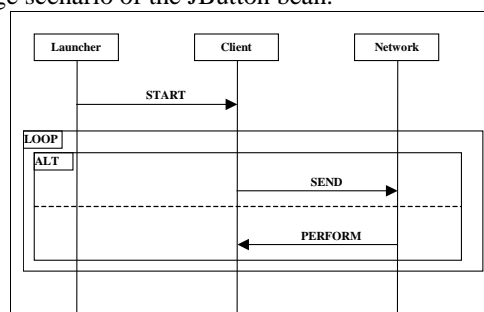 ge scenario of the JButton bean.
Launcher Client Network
START
LOOP
ALT
SEND
PERFORM